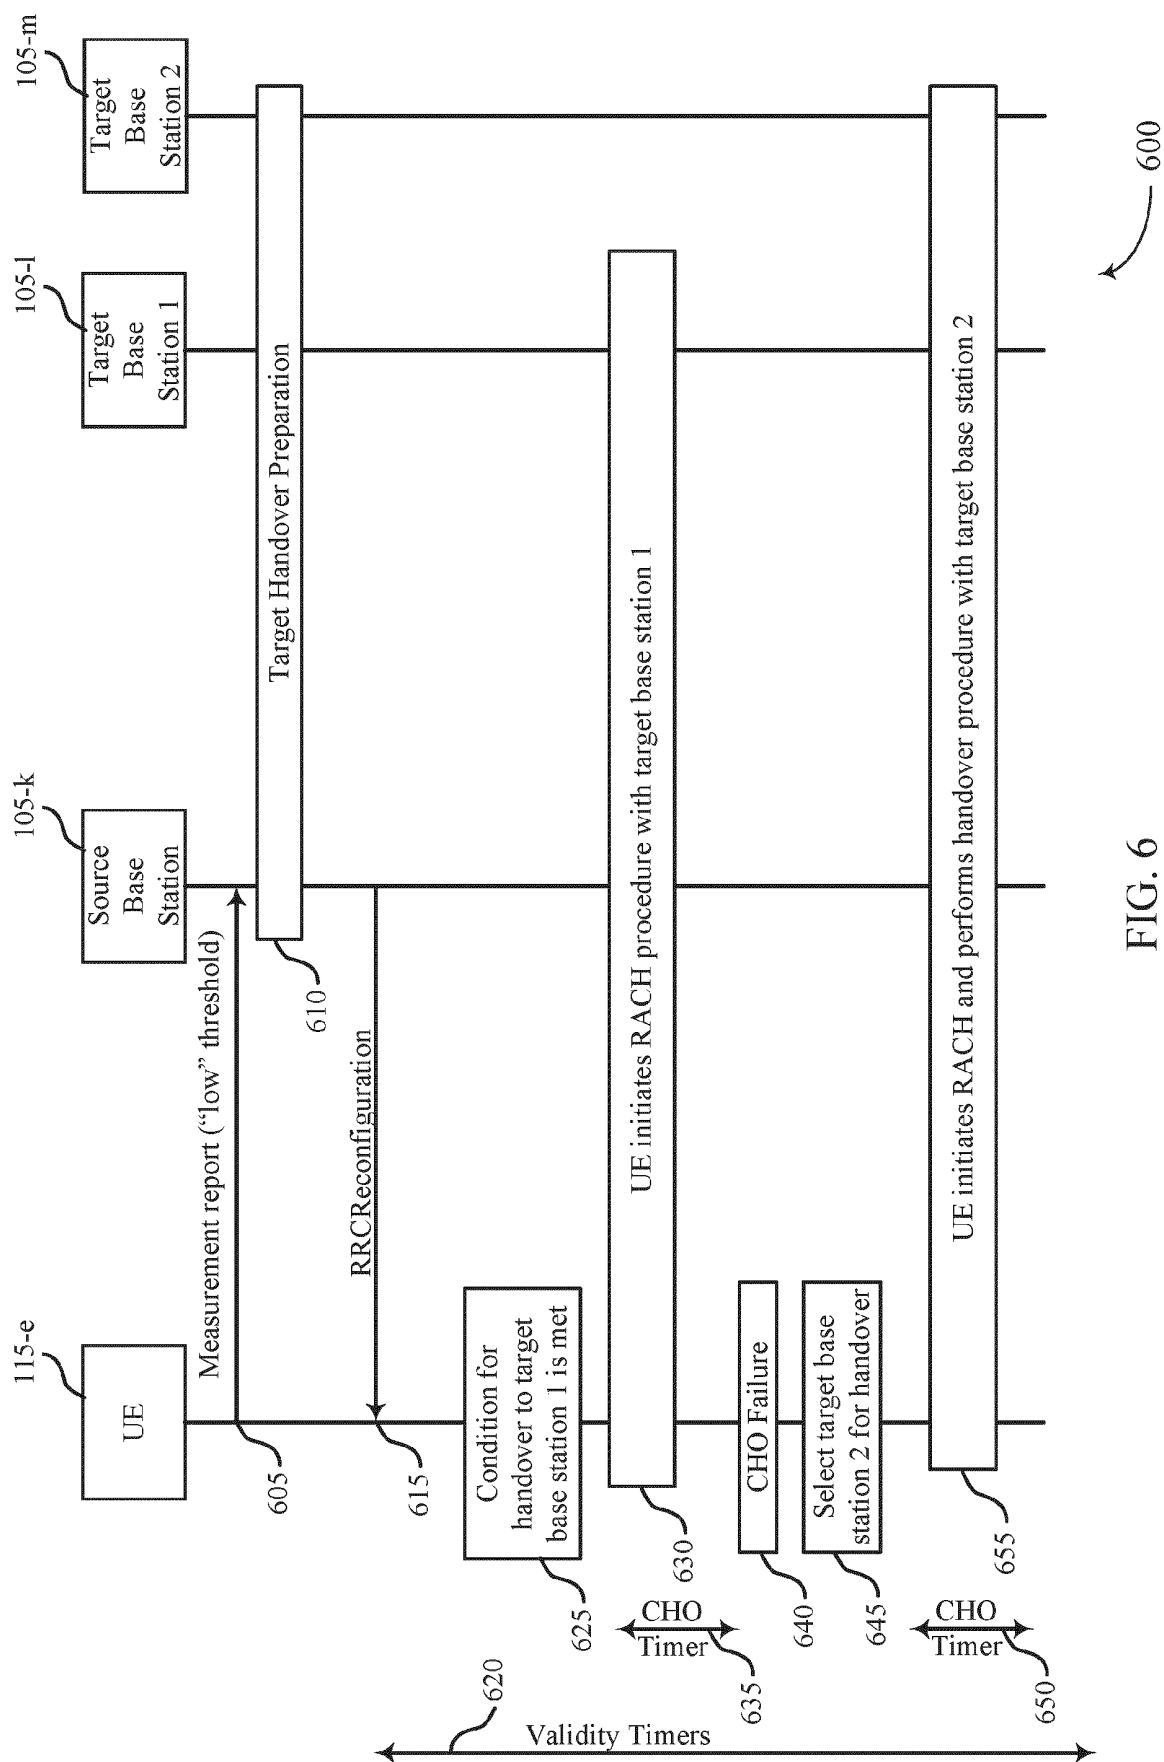 115-e
105-k
105-l
105-m
UE
Source
Base
Station
Target
Base
Station 1
Target
Base
Station 2
Measurement report (“low” threshold)
605
Target Handover Preparation
610
RRCReconfiguration
615
620
Validity Timers
Condition for
handover to target
base station 1 is met
625
UE initiates RACH procedure with target base station 1
630
CHO
Timer
635
CHO Failure
640
Select target base
station 2 for handover
645
UE initiates RACH and performs handover procedure with target base station 2
655
CHO
Timer
650
600
FIG. 6